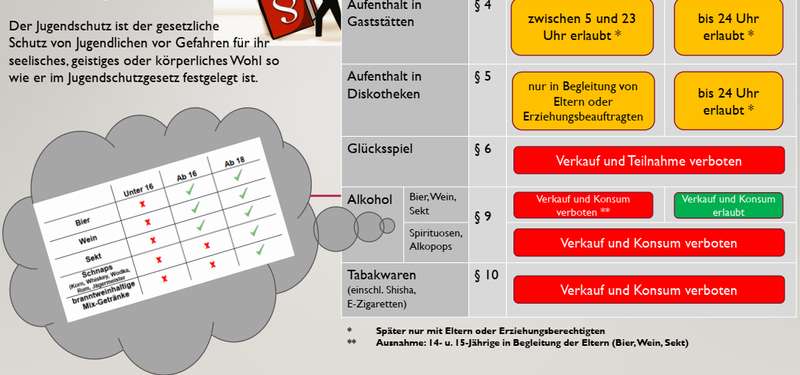 §
Der Jugendschutz ist der gesetzliche
Schutz von Jugendlichen vor Gefahren für ihr
seelisches, geistiges oder körperliches Wohl so
wie er im Jugendschutzgesetz festgelegt ist.
Unter 16 Ab 16 Ab 18
Bier
Wein
Sekt
Schnaps
(Korn, Whiskey, Wodka,
Rum, Jägermeister
branntweinhaltige
Mix-Getränke
Aufenthalt in
Gaststätten
§ 4
zwischen 5 und 23
Uhr erlaubt *
bis 24 Uhr
erlaubt *
Aufenthalt in
Diskotheken
§ 5
nur in Begleitung von
Eltern oder
Erziehungsbeauftragten
bis 24 Uhr
erlaubt *
Glücksspiel
§ 6
Verkauf und Teilnahme verboten
Alkohol
Bier, Wein,
Sekt
§ 9
Verkauf und Konsum
verboten **
Verkauf und Konsum
erlaubt
Spirituosen,
Alkopops
Verkauf und Konsum verboten
Tabakwaren
(einschl. Shisha,
E-Zigaretten)
§ 10
Verkauf und Konsum verboten
* Später nur mit Eltern oder Erziehungsberechtigten
** Ausnahme: 14- u. 15-Jährige in Begleitung der Eltern (Bier, Wein, Sekt)